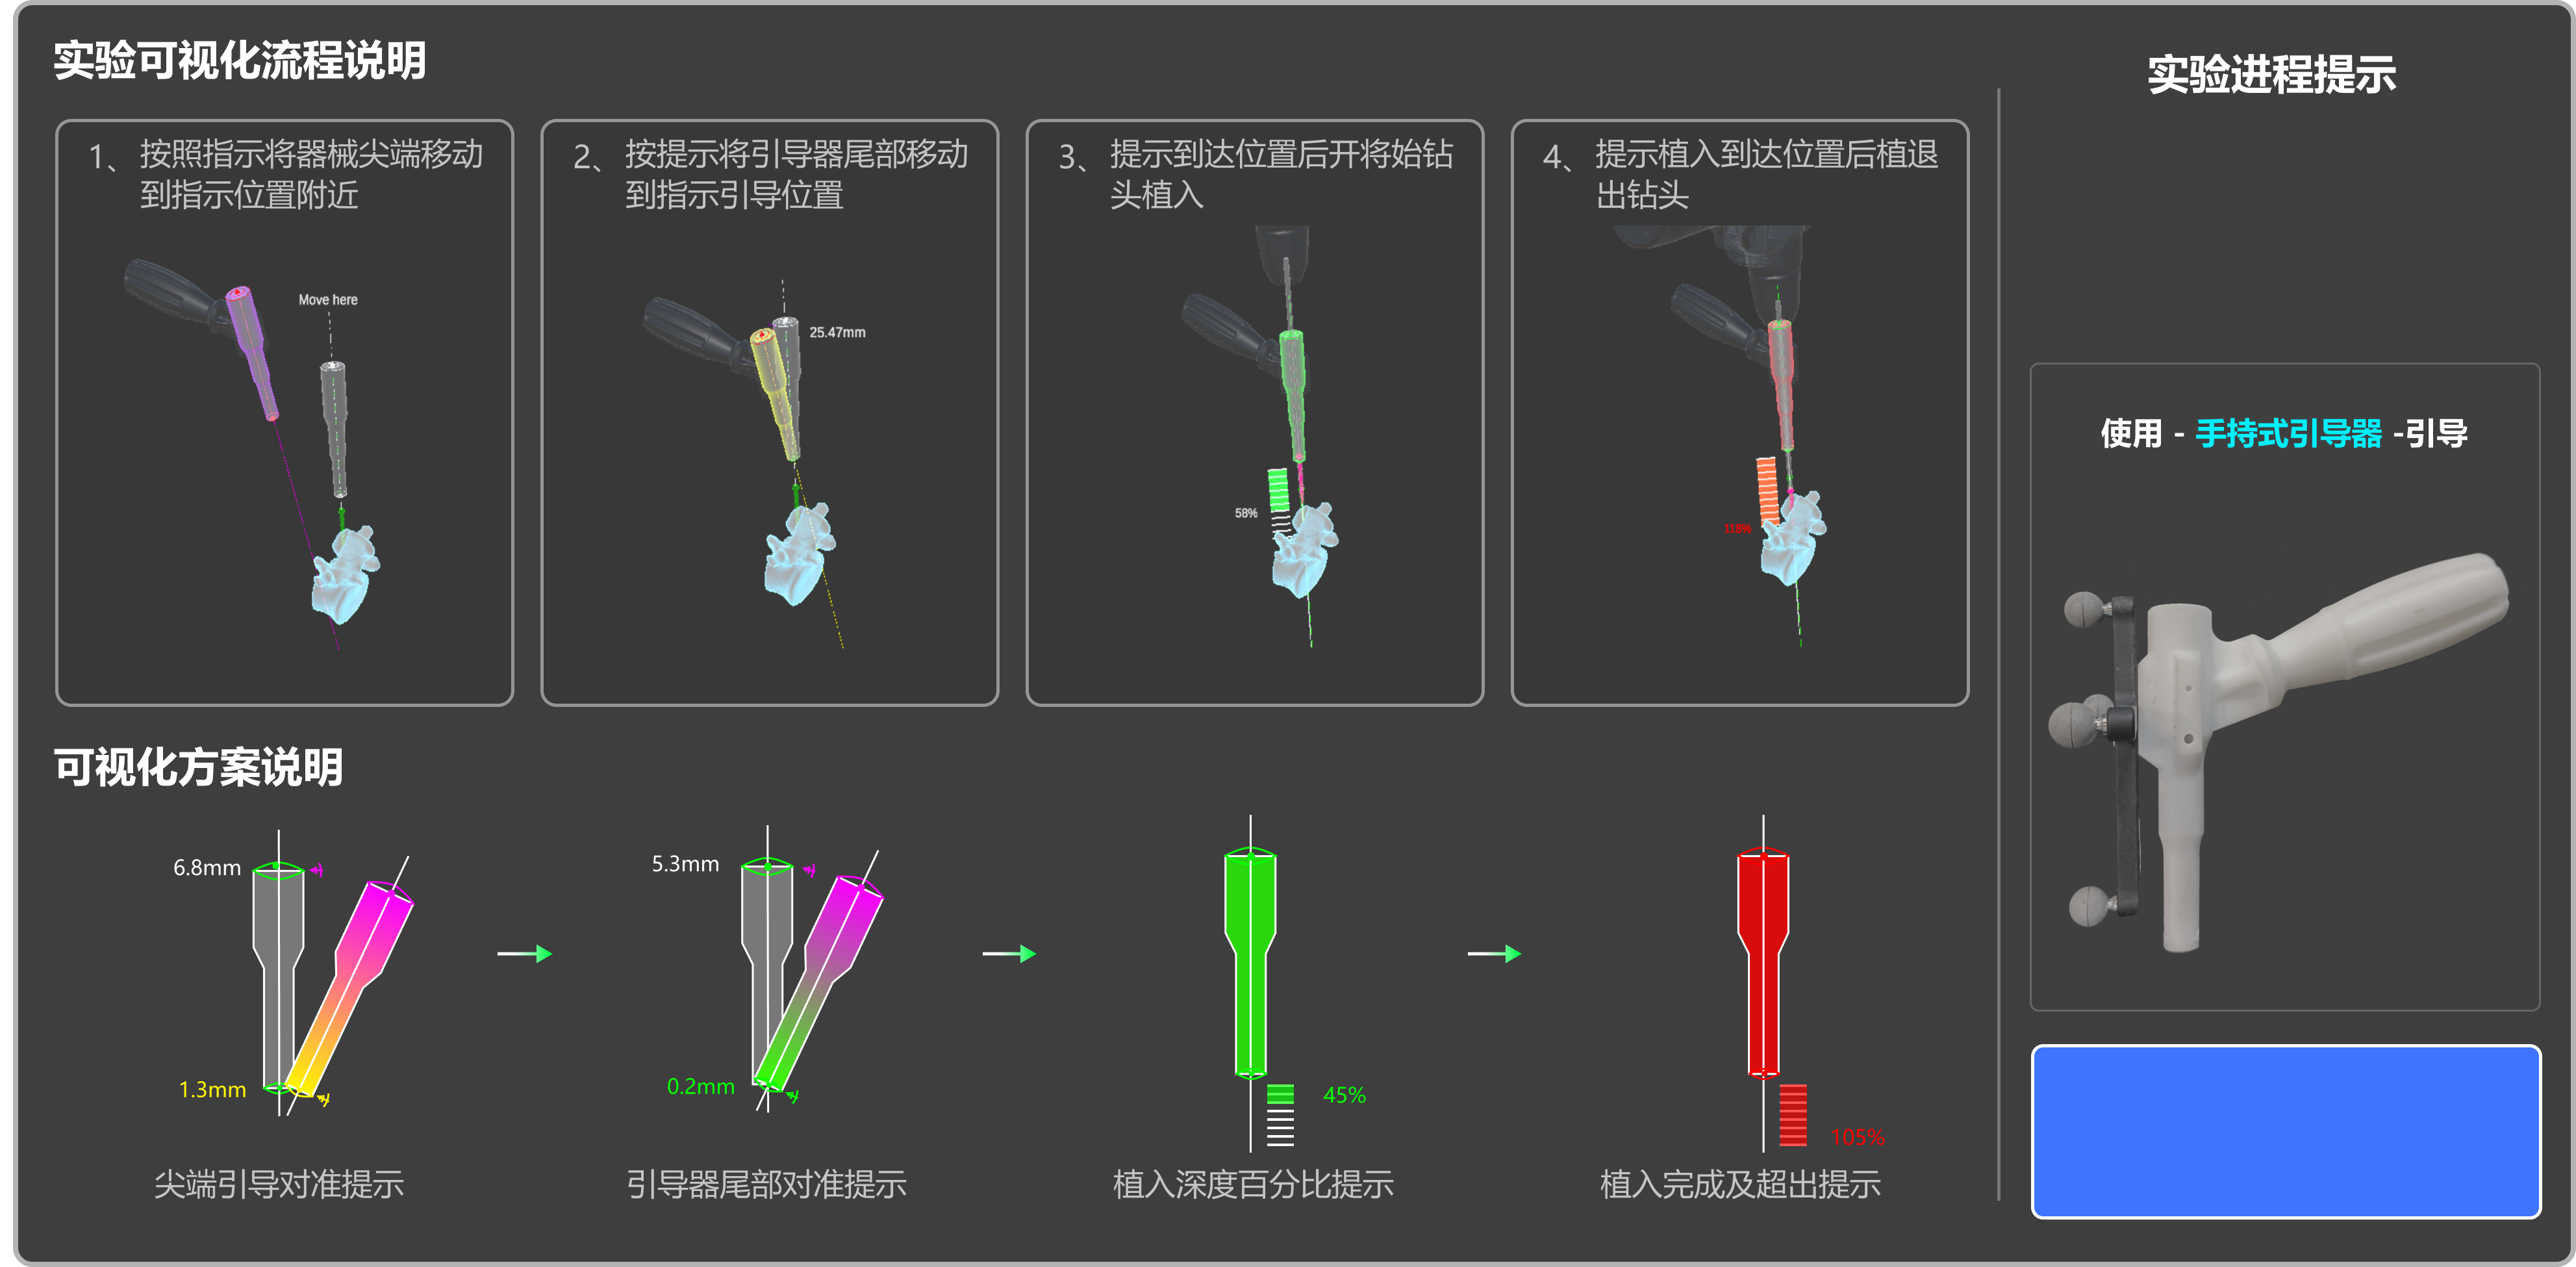 实验可视化流程说明
实验进程提示
1、 按照指示将器械尖端移动
到指示位置附近
Move here
2、 按提示将引导器尾部移动
到指示引导位置
25.47mm
3、 提示到达位置后开将始钻
头植入
58%
4、 提示植入到达位置后植退
出钻头
118%
使用 - 手持式引导器 -引导
可视化方案说明
6.8mm
1.3mm
尖端引导对准提示
5.3mm
0.2mm
引导器尾部对准提示
45%
植入深度百分比提示
105%
植入完成及超出提示